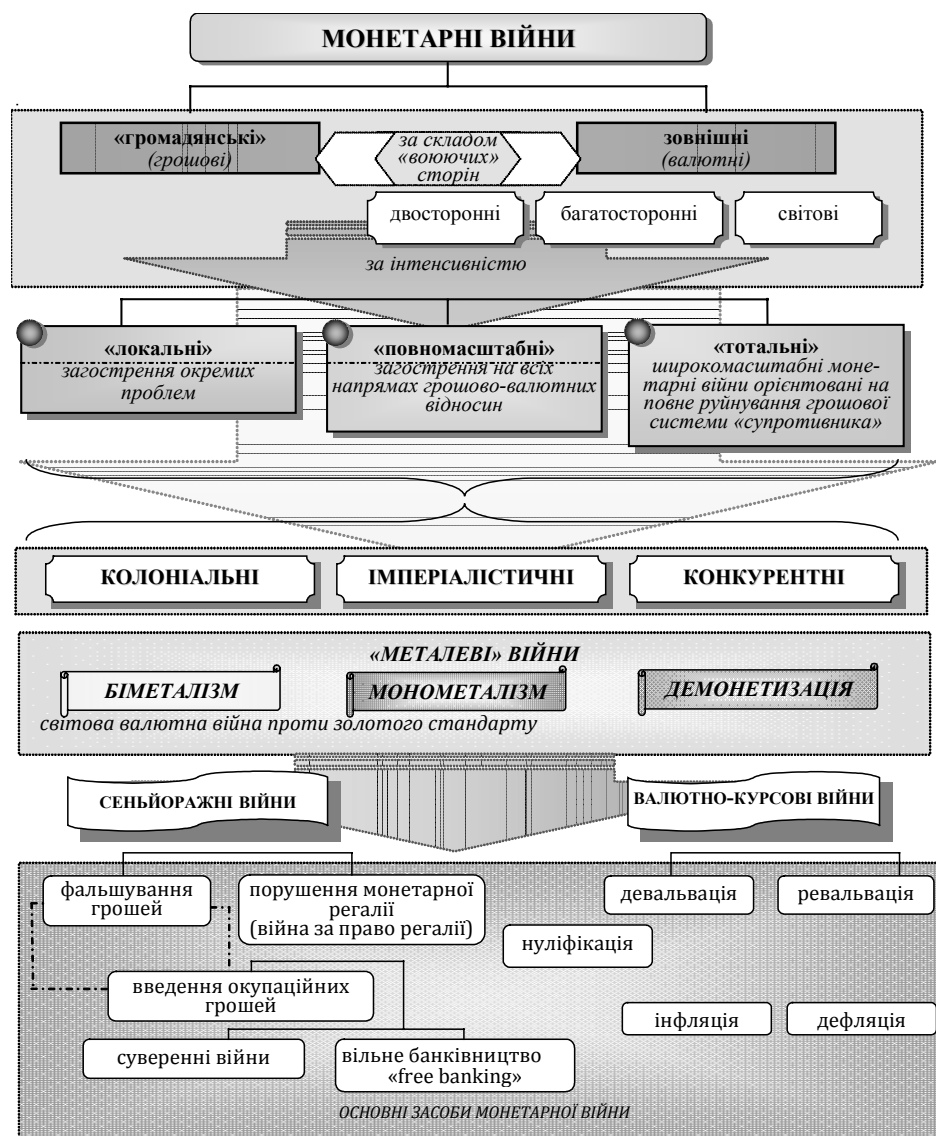 МОНЕТАРНІ ВІЙНИ
«громадянські»
(грошові)
за складом
«воюючих»
сторін
зовнішні
(валютні)
двосторонні
багатосторонні
світові
за інтенсивністю
«локальні»
загострення окремих
проблем
«повномасштабні»
загострення на всіх
напрямах грошово-валютних
відносин
«тотальні»
широкомасштабні моне-
тарні війни орієнтовані на
повне руйнування грошової
системи «супротивника»
КОЛОНІАЛЬНІ
ІМПЕРІАЛІСТИЧНІ
КОНКУРЕНТНІ
«МЕТАЛЕВІ» ВІЙНИ
БІМЕТАЛІЗМ
МОНОМЕТАЛІЗМ
ДЕМОНЕТИЗАЦІЯ
світова валютна війна проти золотого стандарту
СЕНЬЙОРАЖНІ ВІЙНИ
ВАЛЮТНО-КУРСОВІ ВІЙНИ
фальшування
грошей
порушення монетарної
регалії
(війна за право регалії)
девальвація
ревальвація
нуліфікація
введення окупаційних
грошей
інфляція
дефляція
суверенні війни
вільне банківництво
«free banking»
ОСНОВНІ ЗАСОБИ МОНЕТАРНОЇ ВІЙНИ